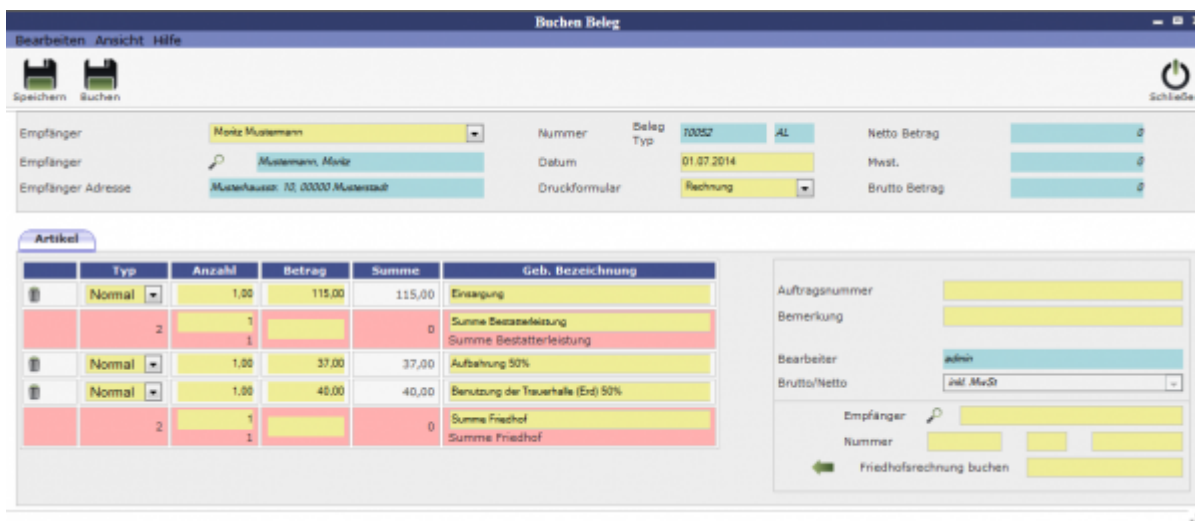 Buchen Beleg
Bearbeiten Ansicht Hilfe
Speichern Buchen Schließe
Empfänger Moritz Mustermann Nummer Beleg Typ 10052 AL Netto Betrag 0
Empfänger Mustermann, Moritz Datum 01.07.2014 Mwst. 0
Empfänger Adresse Musterhausstr. 10, 00000 Musterstadt Druckformular Rechnung Brutto Betrag 0
Artikel
Typ Anzahl Betrag Summe Geb. Bezeichnung
Normal 1,00 115,00 115,00 Einsargung
2 1 0 Summe Bestatterleistung
1 Summe Bestatterleistung
Normal 1,00 37,00 37,00 Aufbahrung 50%
Normal 1,00 40,00 40,00 Benutzung der Trauerhalle (Erd) 50%
2 1 0 Summe Friedhof
1 Summe Friedhof
Auftragsnummer
Bemerkung
Bearbeiter admin
Brutto/Netto inkl. MwSt
Empfänger
Nummer
Friedhofsrechnung buchen